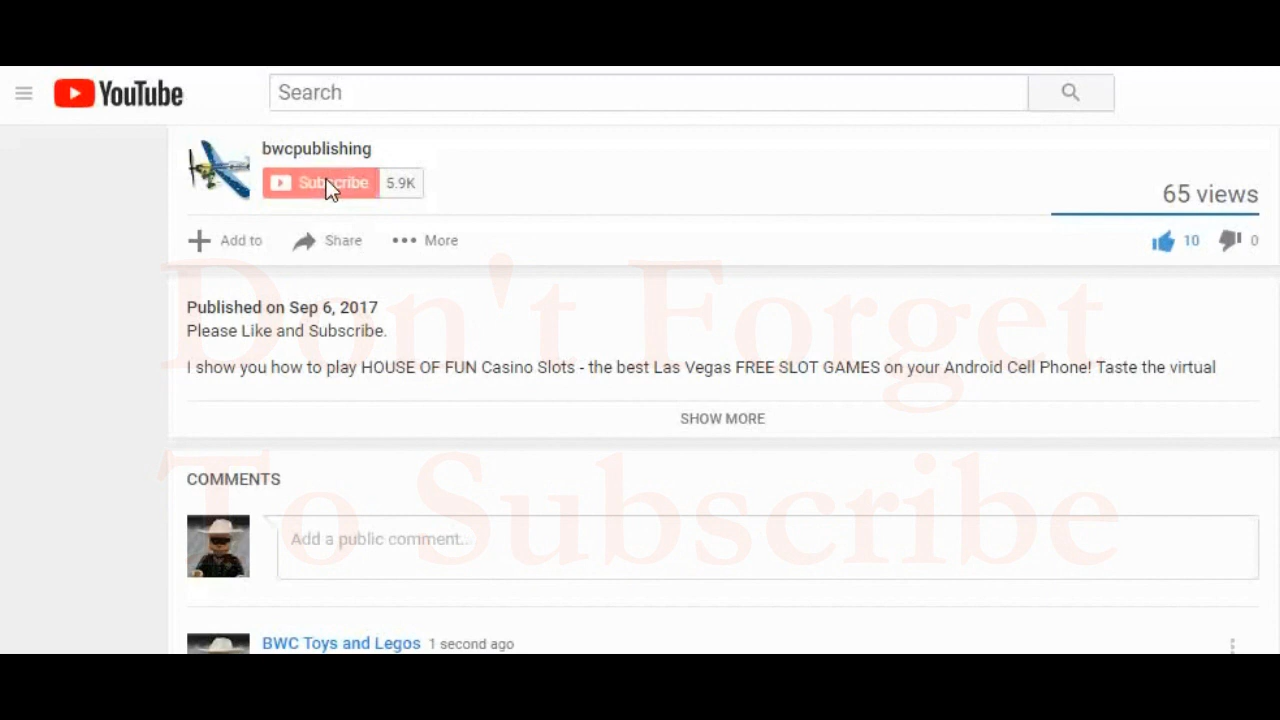 YouTube
Search
bwcpublishing
Subscribe 5.9K
65 views
Add to Share More
10 0
Don't Forget
Published on Sep 6, 2017
Please Like and Subscribe.
I show you how to play HOUSE OF FUN Casino Slots - the best Las Vegas FREE SLOT GAMES on your Android Cell Phone! Taste the virtual
SHOW MORE
To Subscribe
COMMENTS
Add a public comment...
BWC Toys and Legos 1 second ago